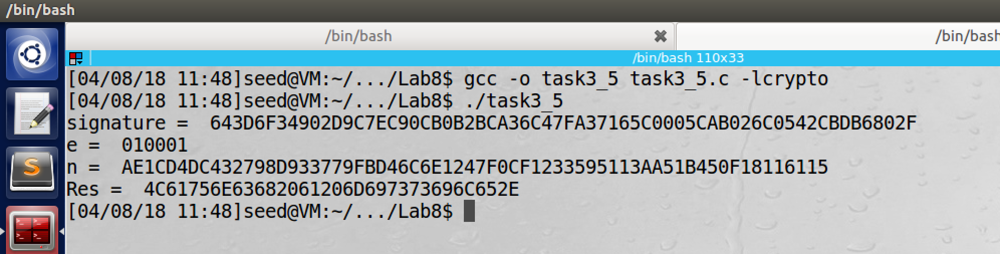 /bin/bash
/bin/bash
/bin/bash
/bin/bash 110x33
[04/08/18 11:48]seed@VM:~/.../Lab8$ gcc -o task3_5 task3_5.c -lcrypto
[04/08/18 11:48]seed@VM:~/.../Lab8$ ./task3_5
signature =  643D6F34902D9C7EC90CB0B2BCA36C47FA37165C0005CAB026C0542CBDB6802F
e =  010001
n =  AE1CD4DC432798D933779FBD46C6E1247F0CF1233595113AA51B450F18116115
Res =  4C61756E63682061206D697373696C652E
[04/08/18 11:48]seed@VM:~/.../Lab8$